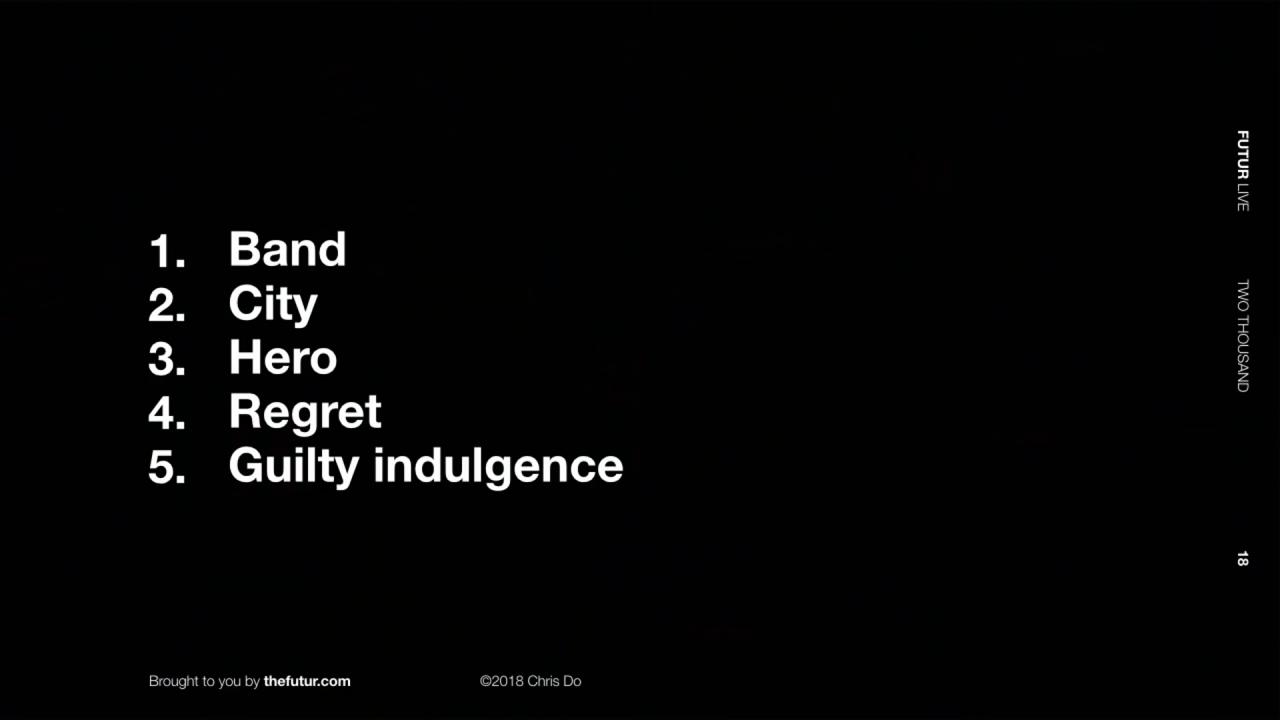 1. Band
2. City
3. Hero
4. Regret
5. Guilty indulgence
Brought to you by thefutur.com
©2018 Chris Do
FUTUR LIVE
TWO THOUSAND
18